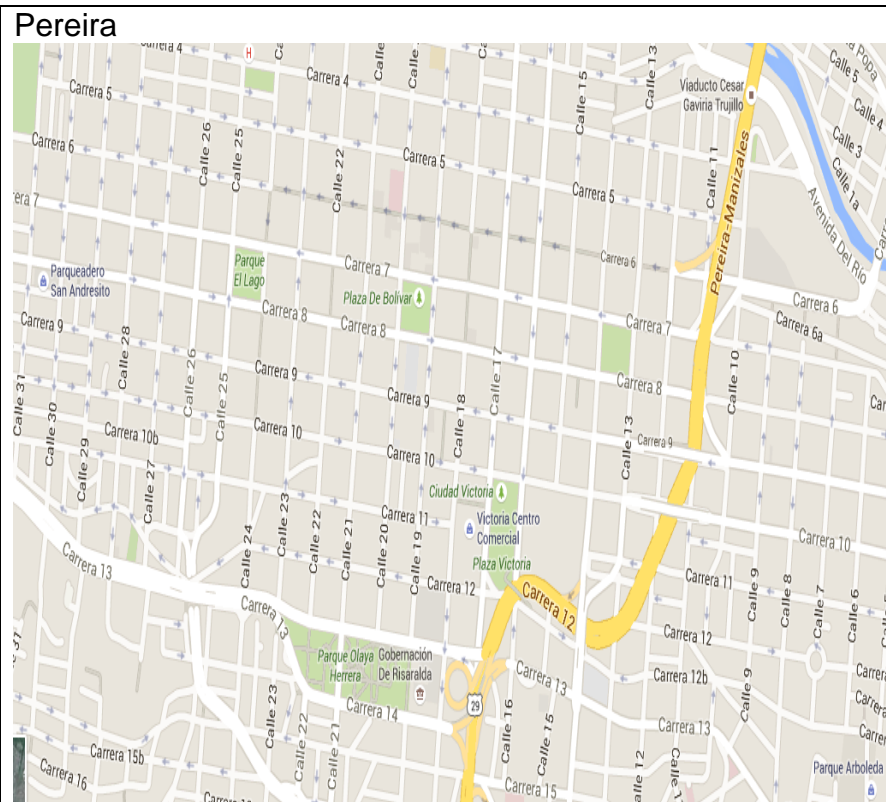 Pereira
Carrera 4
Carrera 4
Calle 13
Calle 15
Carrera 5
Calle 26
Calle 25
Calle 22
Carrera 5
Carrera 5
Carrera 6
Viaducto Cesar
Gaviria Trujillo
Calle 11
Pereira-Manizales
Popa
Calle 5
Calle 4
Calle 3
Calle 1a
Avenida Del Río
Parque
El Lago
Carrera 7
Plaza De Bolívar
Carrera 6
Carrera 6
Carrera 6a
Parqueadero
San Andresito
Carrera 8
Carrera 8
Carrera 7
Carrera 9
Calle 28
Calle 26
Calle 25
Carrera 9
Carrera 9
Calle 17
Carrera 8
Calle 10
Calle 31
Calle 30
Calle 29
Carrera 10b
Calle 27
Carrera 10
Carrera 10
Calle 18
Calle 13
Carrera 9
Ciudad Victoria
Victoria Centro
Comercial
Plaza Victoria
Carrera 11
Carrera 10
Calle 24
Calle 23
Calle 22
Calle 21
Calle 20
Calle 19
Carrera 13
Carrera 12
Carrera 12
Carrera 11
Calle 9
Calle 8
Calle 7
Calle 6
Carrera 13
Carrera 12
Parque Olaya
Herrera
Gobernación
De Risaralda
Carrera 13
Carrera 12b
Calle 9
29
Calle 23
Calle 22
Calle 21
Carrera 14
Calle 16
Calle 15
Carrera 13
Calle 12
Carrera 15b
Carrera 16
Carrera 15
Parque Arboleda